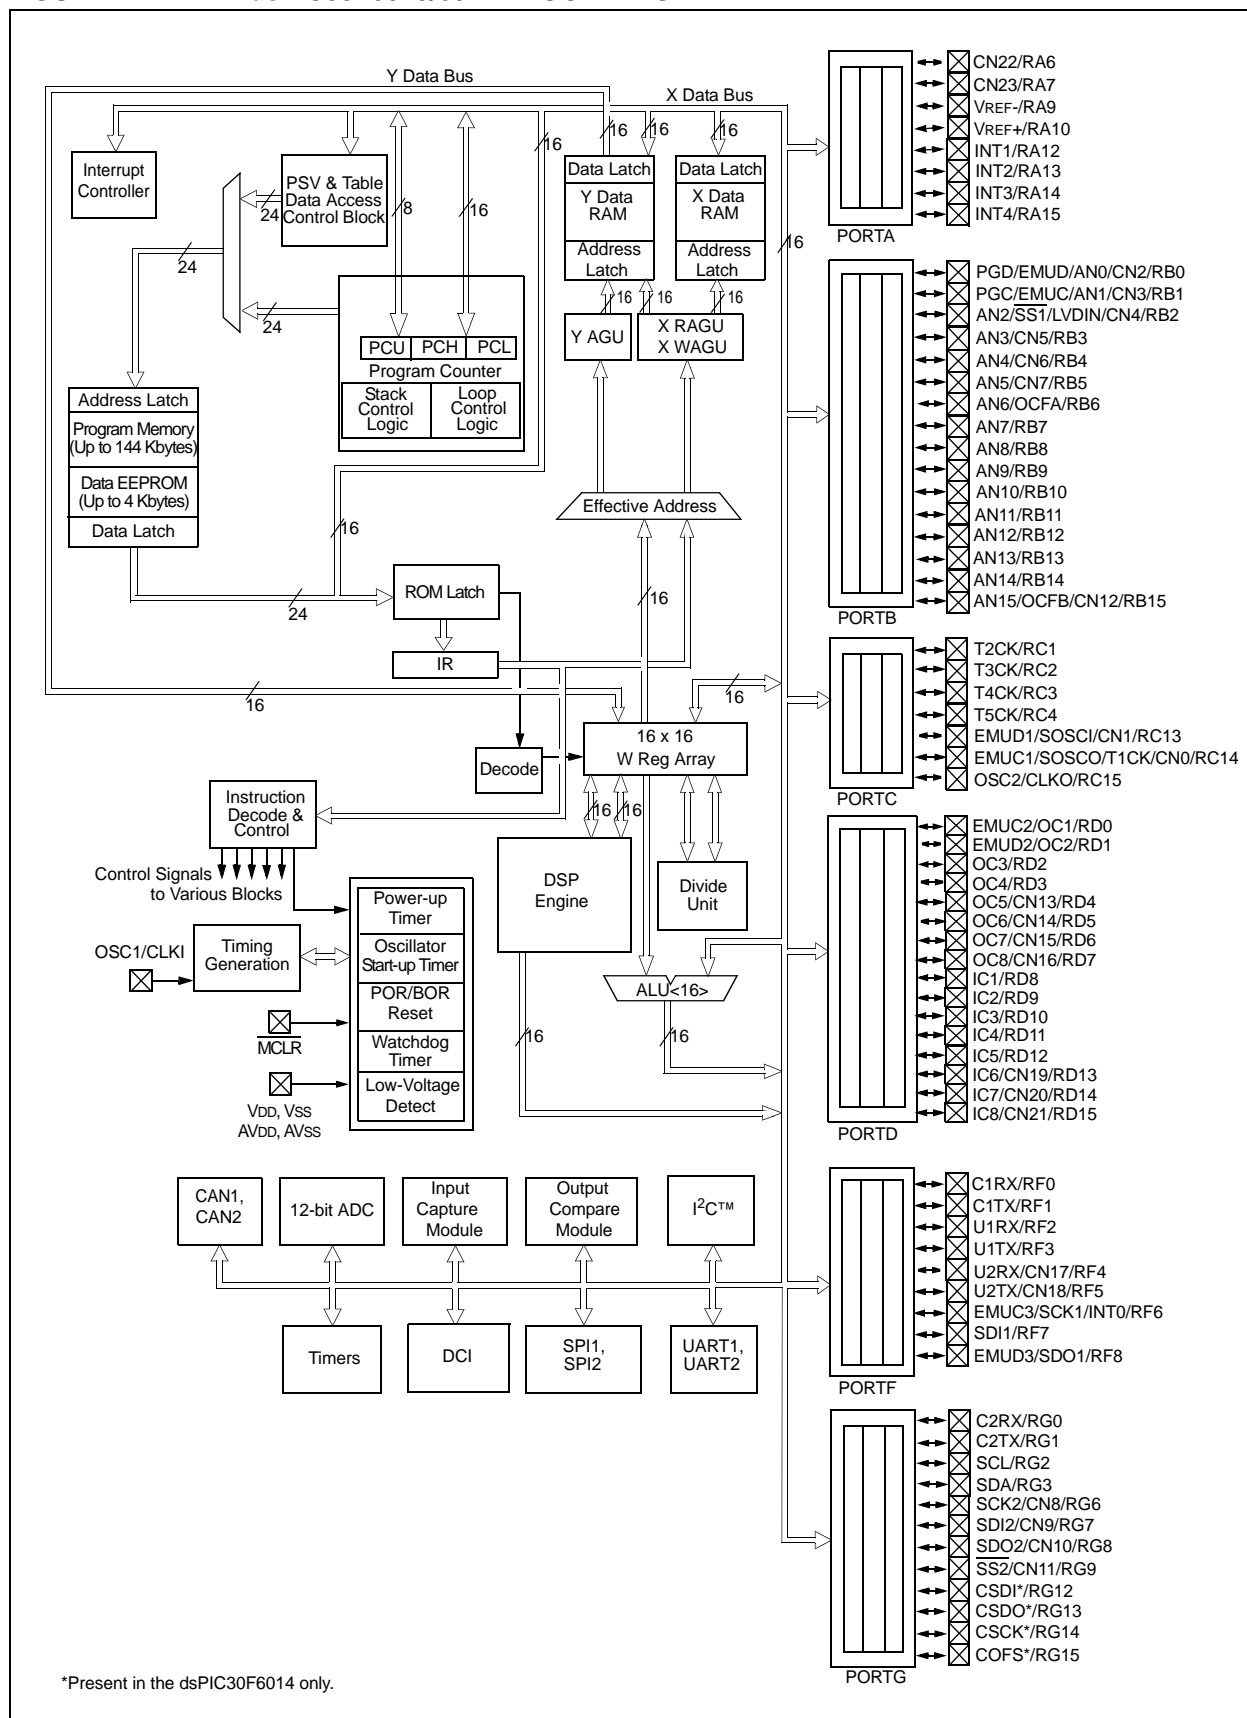 Y Data Bus
X Data Bus
Interrupt
Controller
PSV & Table
Data Access
Control Block
24
24
24
8
16
16
16
16
16
16
Data Latch
Y Data
RAM
Address
Latch
Data Latch
X Data
RAM
Address
Latch
16
16
16
Y AGU
X RAGU
X WAGU
PCU
PCH
PCL
Program Counter
Stack
Control
Logic
Loop
Control
Logic
Address Latch
Program Memory
(Up to 144 Kbytes)
Data EEPROM
(Up to 4 Kbytes)
Data Latch
Effective Address
16
24
ROM Latch
16
IR
16
16
16 x 16
W Reg Array
Decode
Instruction
Decode &
Control
16
16
Control Signals
to Various Blocks
DSP
Engine
Divide
Unit
Power-up
Timer
Oscillator
Start-up Timer
POR/BOR
Reset
Watchdog
Timer
Low-Voltage
Detect
OSC1/CLKI
Timing
Generation
MCLR
VDD, VSS
AVDD, AVSS
ALU<16>
16
16
CAN1,
CAN2
12-bit ADC
Input
Capture
Module
Output
Compare
Module
I²C™
Timers
DCI
SPI1,
SPI2
UART1,
UART2
CN22/RA6
CN23/RA7
VREF-/RA9
VREF+/RA10
INT1/RA12
INT2/RA13
INT3/RA14
INT4/RA15
PORTA
PGD/EMUD/AN0/CN2/RB0
PGC/EMUC/AN1/CN3/RB1
AN2/SS1/LVDIN/CN4/RB2
AN3/CN5/RB3
AN4/CN6/RB4
AN5/CN7/RB5
AN6/OCFA/RB6
AN7/RB7
AN8/RB8
AN9/RB9
AN10/RB10
AN11/RB11
AN12/RB12
AN13/RB13
AN14/RB14
AN15/OCFB/CN12/RB15
PORTB
T2CK/RC1
T3CK/RC2
T4CK/RC3
T5CK/RC4
EMUD1/SOSCI/CN1/RC13
EMUC1/SOSCO/T1CK/CN0/RC14
OSC2/CLKO/RC15
PORTC
EMUC2/OC1/RD0
EMUD2/OC2/RD1
OC3/RD2
OC4/RD3
OC5/CN13/RD4
OC6/CN14/RD5
OC7/CN15/RD6
OC8/CN16/RD7
IC1/RD8
IC2/RD9
IC3/RD10
IC4/RD11
IC5/RD12
IC6/CN19/RD13
IC7/CN20/RD14
IC8/CN21/RD15
PORTD
C1RX/RF0
C1TX/RF1
U1RX/RF2
U1TX/RF3
U2RX/CN17/RF4
U2TX/CN18/RF5
EMUC3/SCK1/INT0/RF6
SDI1/RF7
EMUD3/SDO1/RF8
PORTF
C2RX/RG0
C2TX/RG1
SCL/RG2
SDA/RG3
SCK2/CN8/RG6
SDI2/CN9/RG7
SDO2/CN10/RG8
SS2/CN11/RG9
CSDI*/RG12
CSDO*/RG13
CSCK*/RG14
COFS*/RG15
PORTG
*Present in the dsPIC30F6014 only.